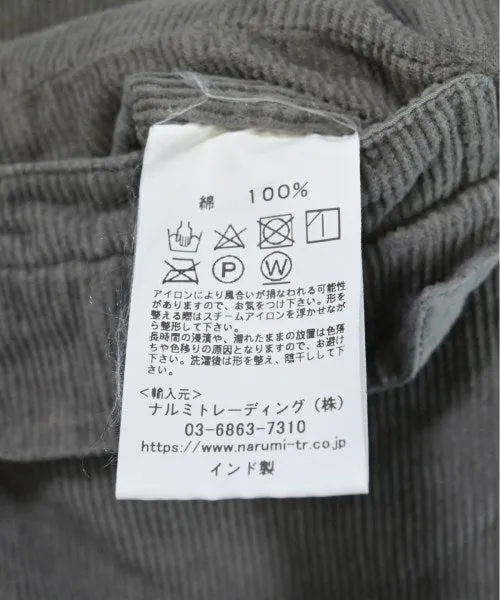 綿 100%
P W
アイロンにより風合いが損なわれる可能性
がありますので、お気をつけ下さい。形を
整える際はスチームアイロンを浮かせなが
ら整形して下さい。
長時間の浸漬や、濡れたままの放置は色落
ちや色移りの原因となりますので、お避け
下さい。洗濯後は形を整え、陰干しして下
さい。
<輸入元>
ナルミトレーディング(株)
03-6863-7310
https://www.narumi-tr.co.jp
インド製